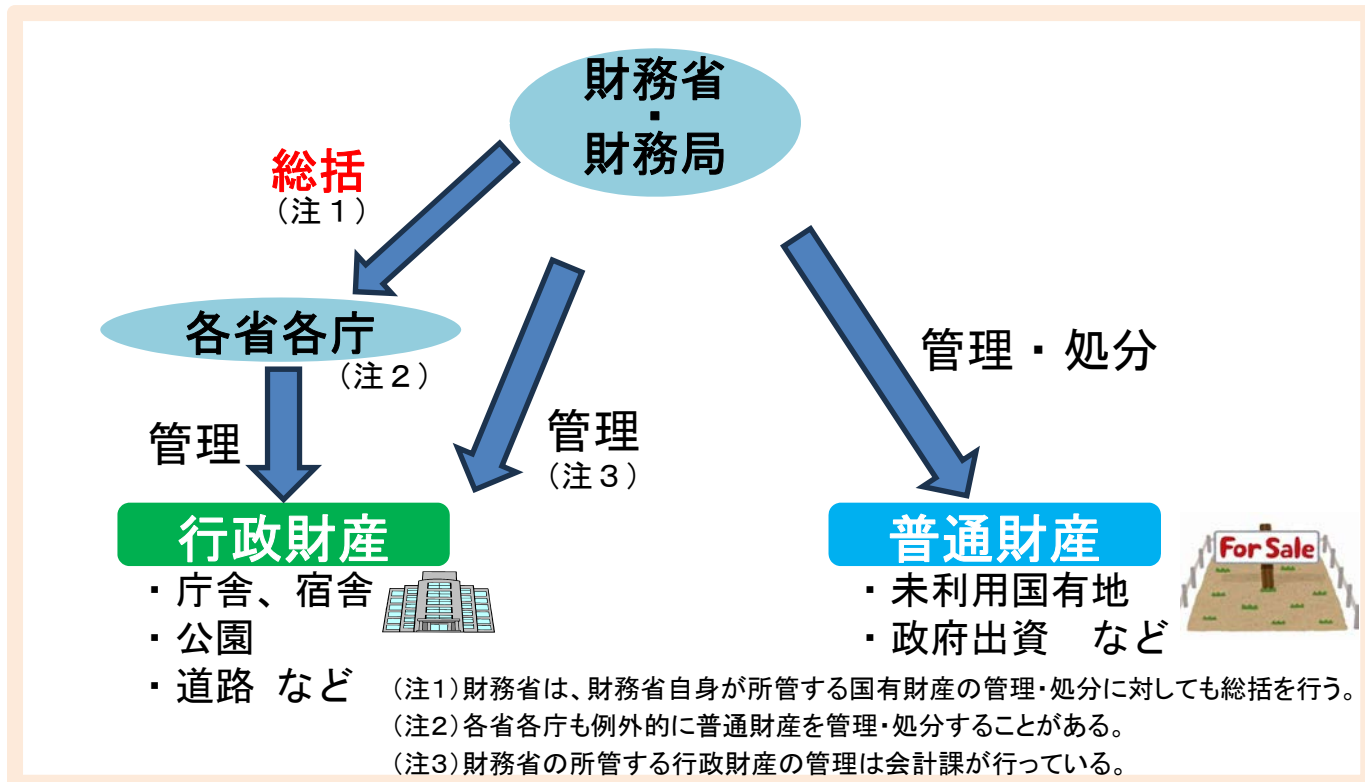 財務省
・
財務局
総括
（注１）
各省各庁
（注２）
管理
管理
（注３）
管理・処分
行政財産
・庁舎、宿舎
・公園
・道路 など
普通財産
・未利用国有地
・政府出資　など
For Sale
（注１）財務省は、財務省自身が所管する国有財産の管理・処分に対しても総括を行う。
（注２）各省各庁も例外的に普通財産を管理・処分することがある。
（注３）財務省の所管する行政財産の管理は会計課が行っている。